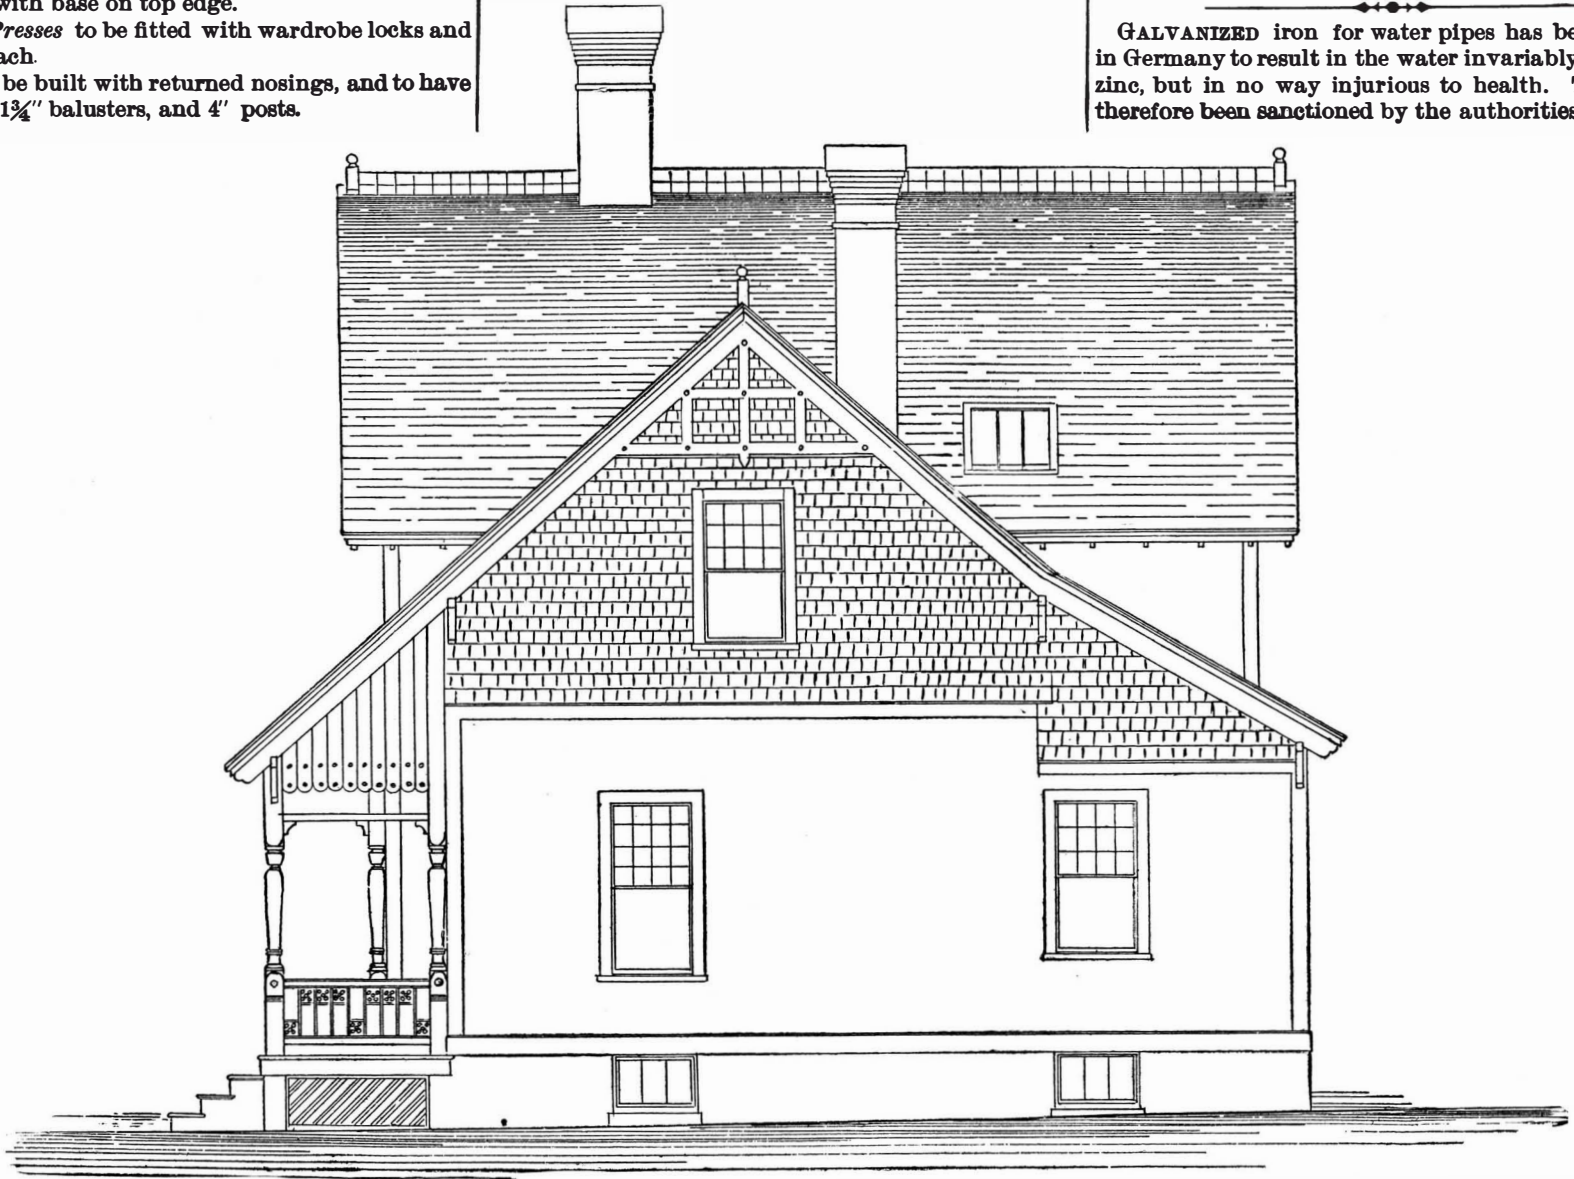 with base on top edge.
Presses to be fitted with wardrobe locks and
ach.
be built with returned nosings, and to have
1¾" balusters, and 4" posts.
GALVANIZED iron for water pipes has be
in Germany to result in the water invariably
zinc, but in no way injurious to health.
therefore been sanctioned by the authorities